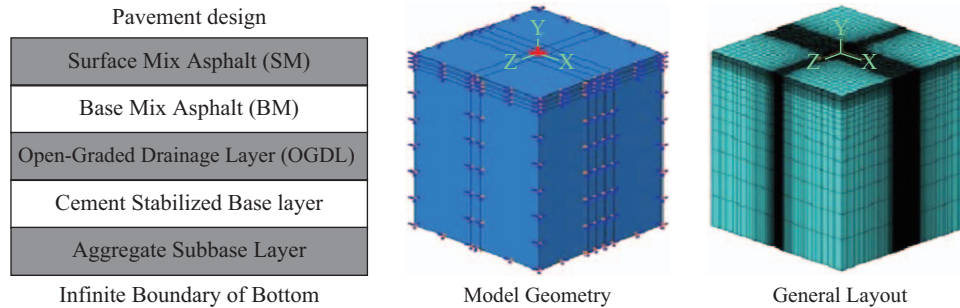 Pavement design
Surface Mix Asphalt (SM)
Base Mix Asphalt (BM)
Open-Graded Drainage Layer (OGDL)
Cement Stabilized Base layer
Aggregate Subbase Layer
Infinite Boundary of Bottom
Y
Z X
Model Geometry
Y
Z X
General Layout